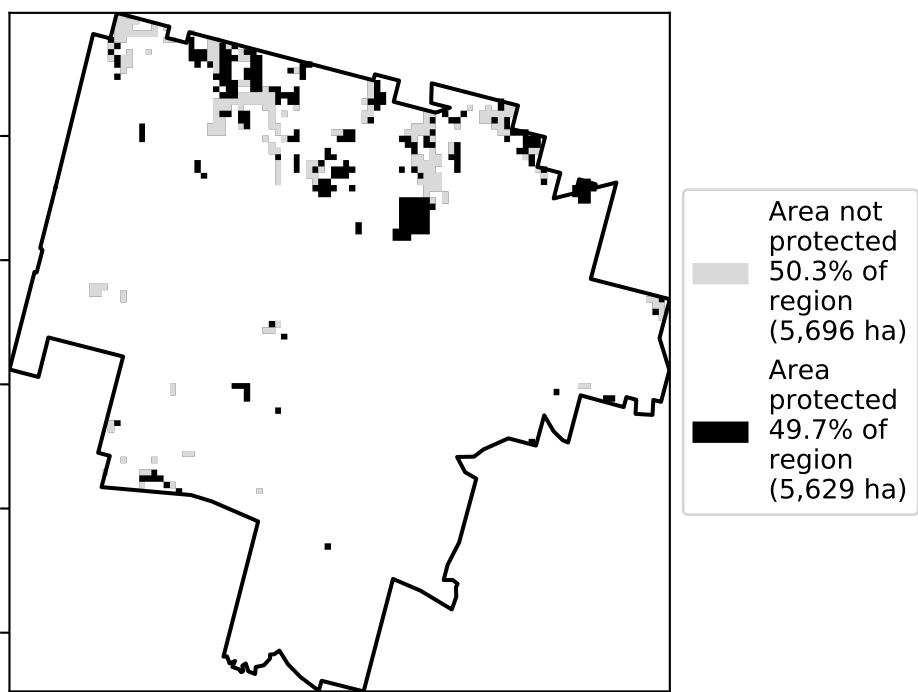 Area not
protected
50.3% of
region
(5,696 ha)
Area
protected
49.7% of
region
(5,629 ha)